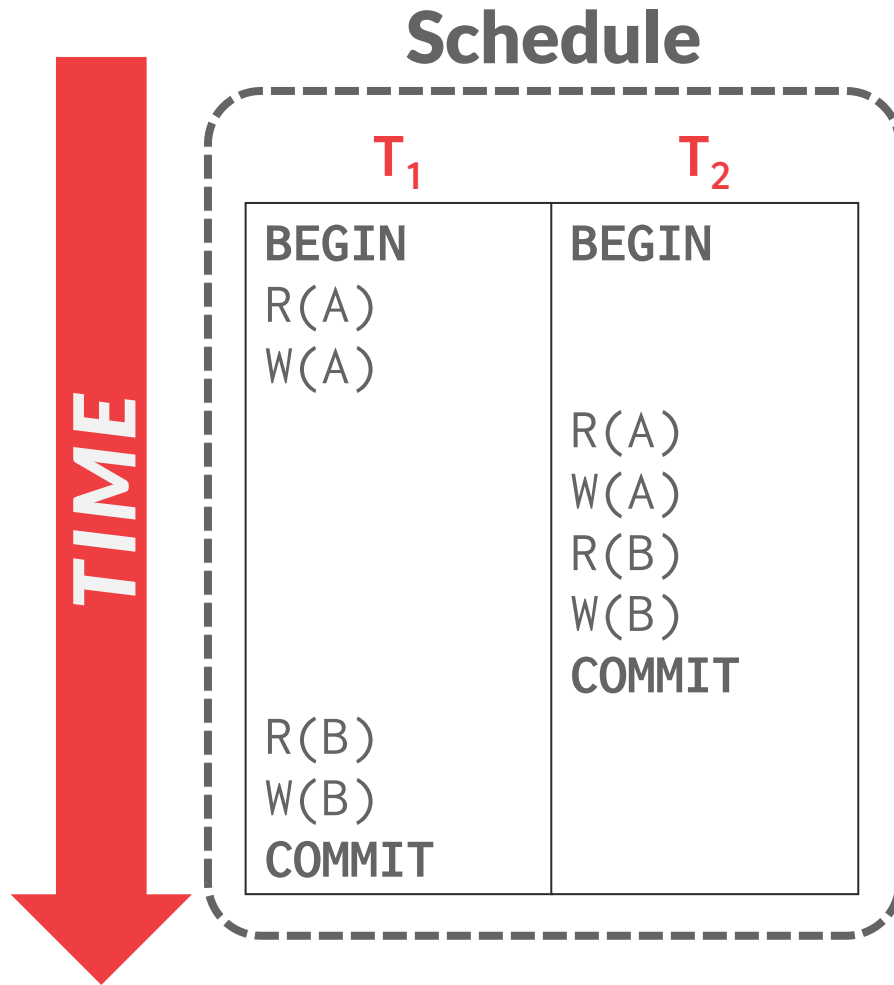 Schedule
TIME
T₁ T₂
BEGIN BEGIN
R(A)
W(A)
R(A)
W(A)
R(B)
W(B)
COMMIT
R(B)
W(B)
COMMIT